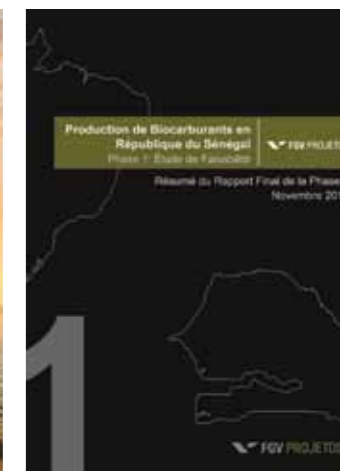 Production de Biocarburants en
République du Sénégal
Phase 1: Étude de Faisabilité
FGV PROJETOS
Résumé du Rapport Final de la Phase
Novembre 201
1
FGV PROJETOS